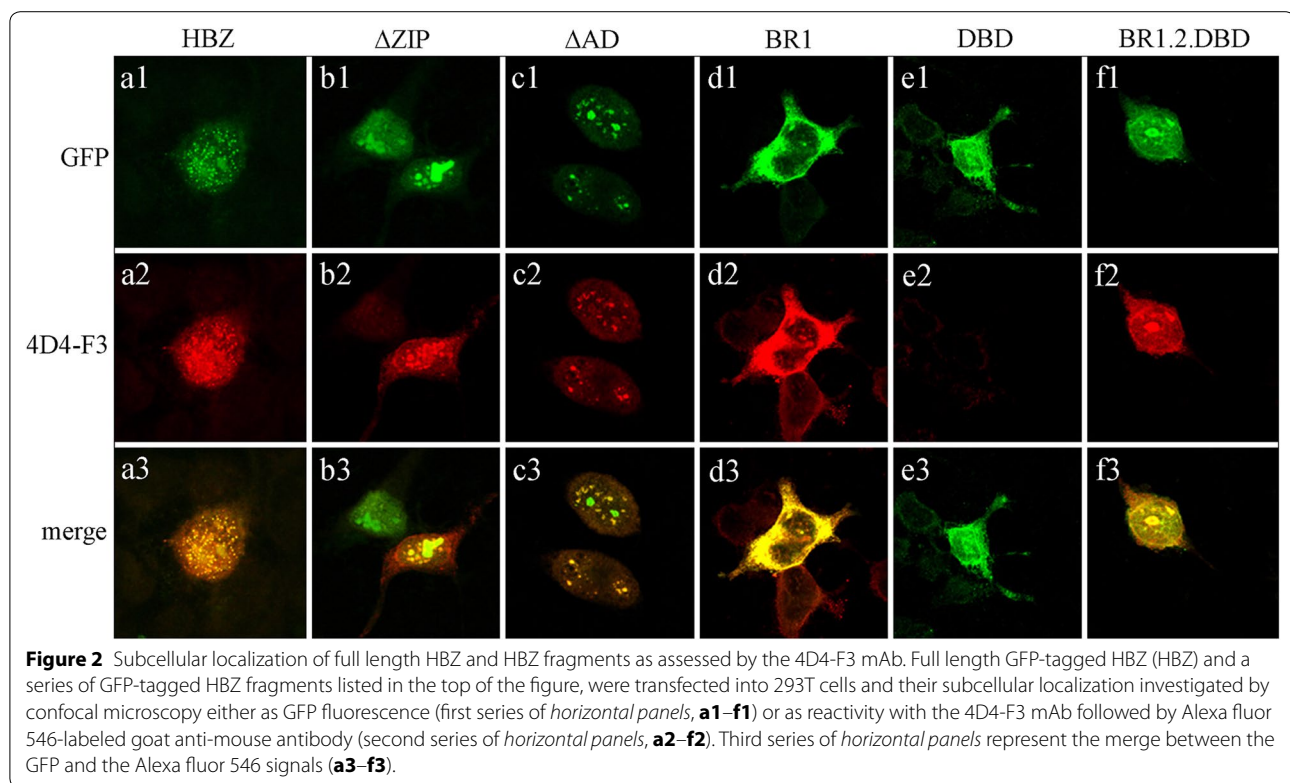 HBZ ΔZIP ΔAD BR1 DBD BR1.2.DBD
GFP a1 b1 c1 d1 e1 f1
4D4-F3 a2 b2 c2 d2 e2 f2
merge a3 b3 c3 d3 e3 f3
Figure 2 Subcellular localization of full length HBZ and HBZ fragments as assessed by the 4D4-F3 mAb. Full length GFP-tagged HBZ (HBZ) and a
series of GFP-tagged HBZ fragments listed in the top of the figure, were transfected into 293T cells and their subcellular localization investigated by
confocal microscopy either as GFP fluorescence (first series of horizontal panels, a1–f1) or as reactivity with the 4D4-F3 mAb followed by Alexa fluor
546-labeled goat anti-mouse antibody (second series of horizontal panels, a2–f2). Third series of horizontal panels represent the merge between the
GFP and the Alexa fluor 546 signals (a3–f3).